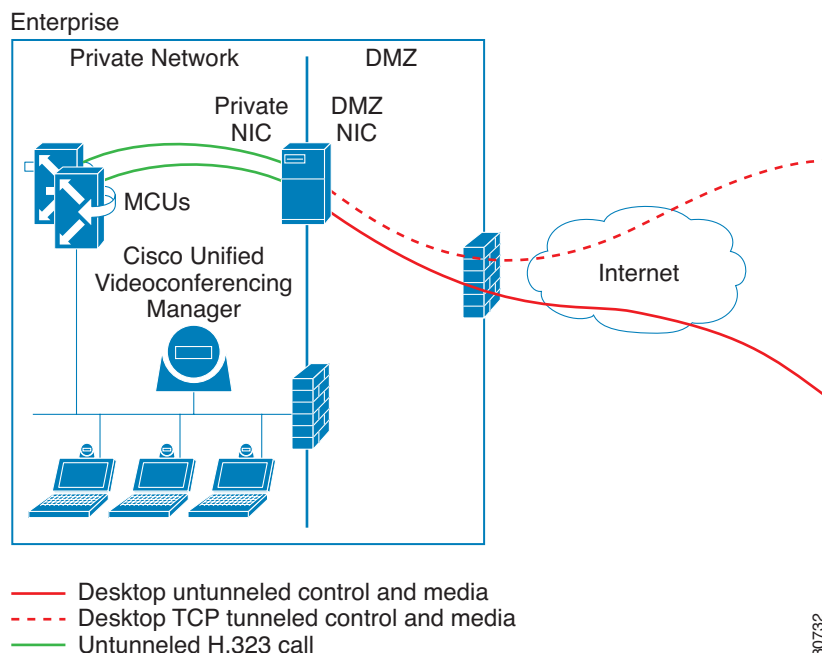 Enterprise
Private Network
DMZ
Private
NIC
DMZ
NIC
MCUs
Cisco Unified
Videoconferencing
Manager
Internet
Desktop untunneled control and media
Desktop TCP tunneled control and media
Untunneled H.323 call